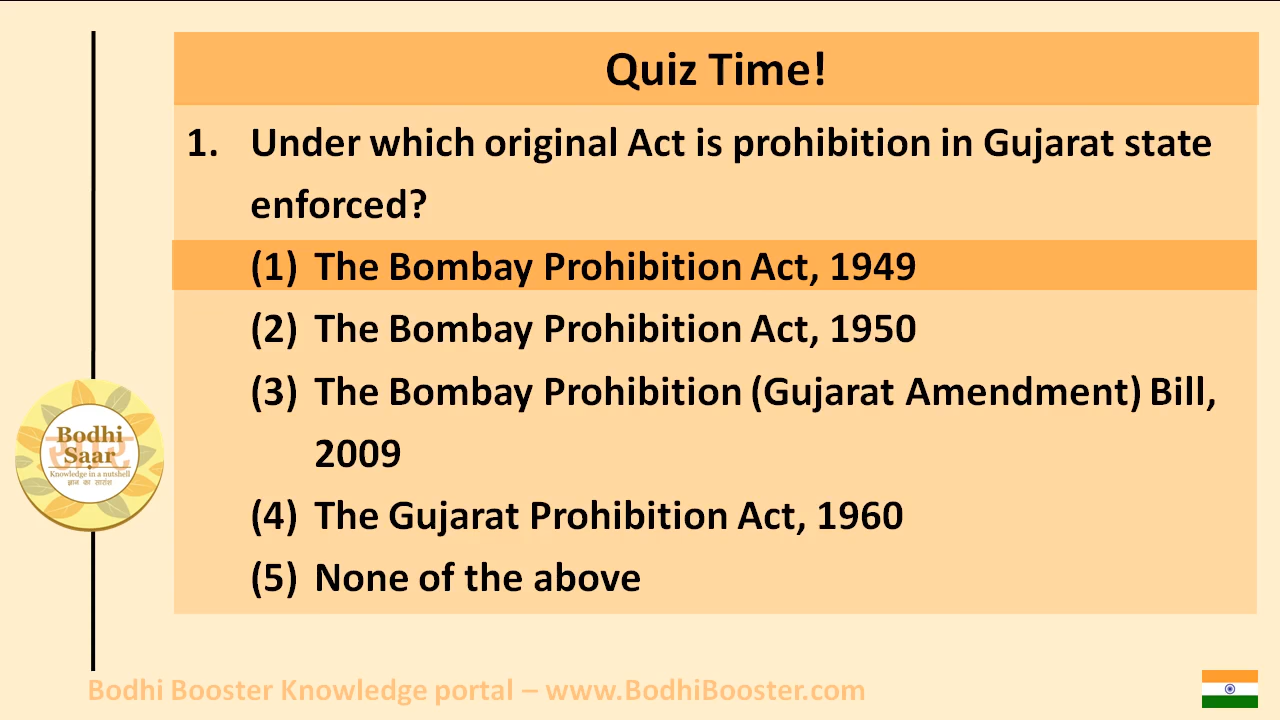 Quiz Time!
1. Under which original Act is prohibition in Gujarat state
enforced?
(1) The Bombay Prohibition Act, 1949
(2) The Bombay Prohibition Act, 1950
(3) The Bombay Prohibition (Gujarat Amendment) Bill,
2009
(4) The Gujarat Prohibition Act, 1960
(5) None of the above
Bodhi
Saar
Knowledge in a nutshell
ज्ञान का सारांश
Bodhi Booster Knowledge portal – www.BodhiBooster.com